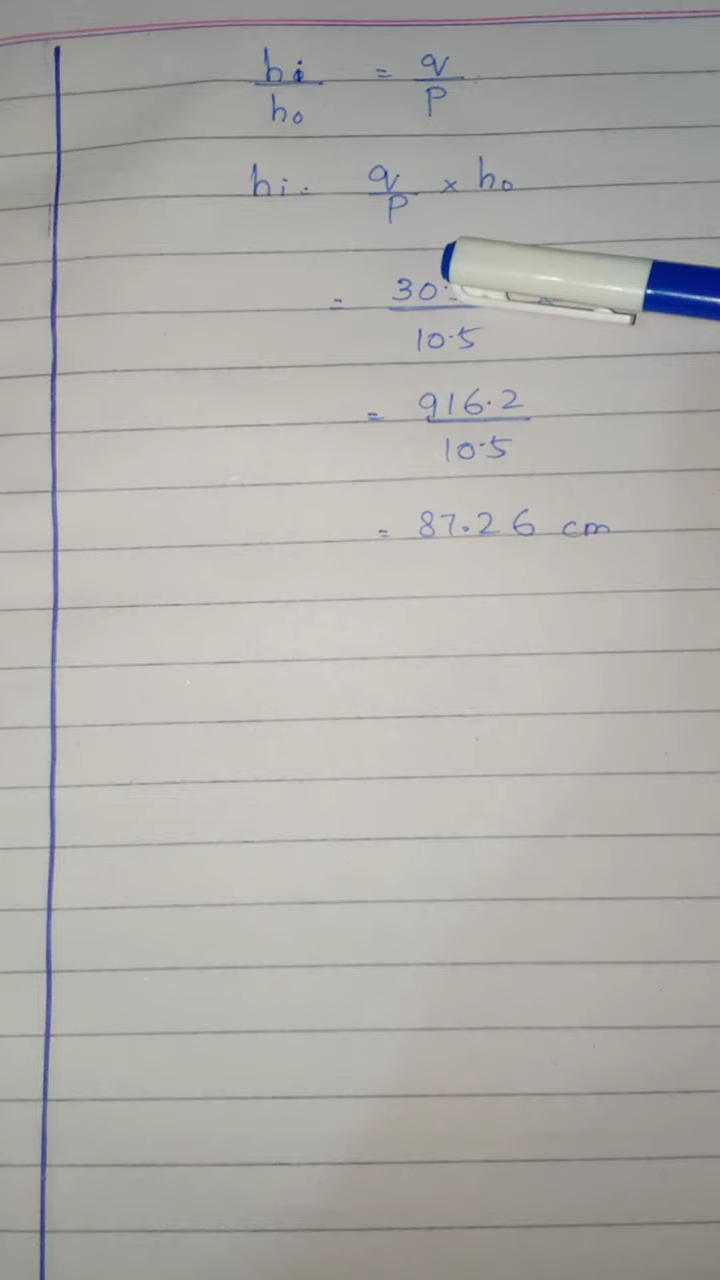 hi/ho = q/p
hi = q/p × ho
= 30. / 10.5
= 916.2/10.5
= 87.26 cm